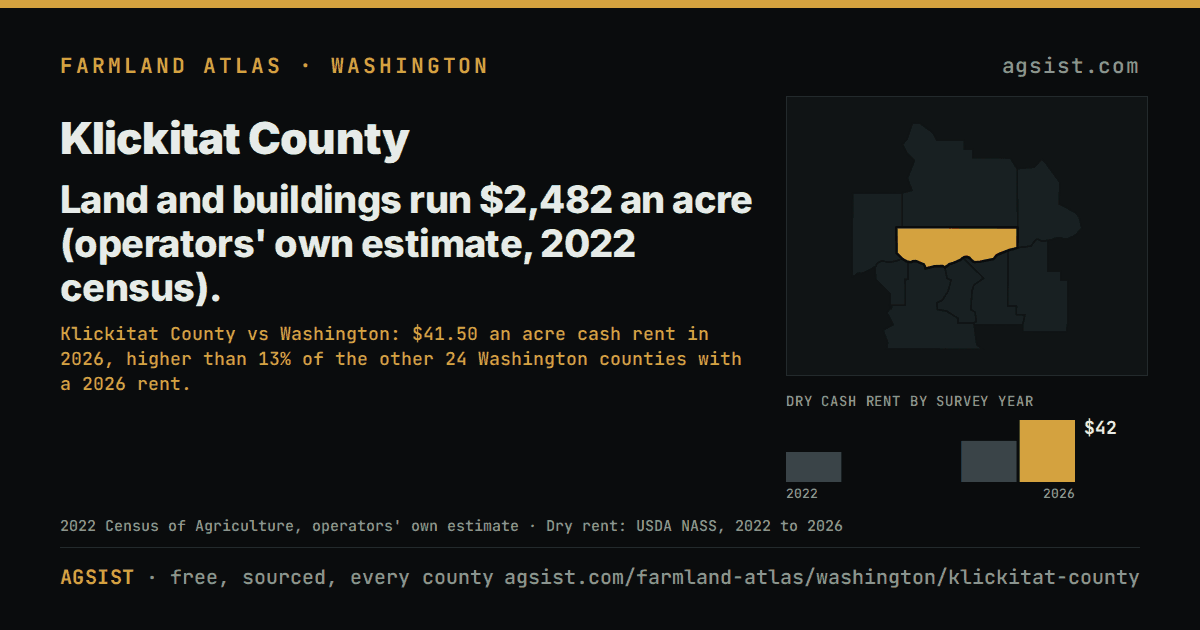 FARMLAND ATLAS · WASHINGTON
agsist.com
Klickitat County
Land and buildings run $2,482 an acre
(operators' own estimate, 2022
census).
Klickitat County vs Washington: $41.50 an acre cash rent in
2026, higher than 13% of the other 24 Washington counties with
a 2026 rent.
DRY CASH RENT BY SURVEY YEAR
$42
2022
2026
2022 Census of Agriculture, operators' own estimate · Dry rent: USDA NASS, 2022 to 2026
AGSIST · free, sourced, every county
agsist.com/farmland-atlas/washington/klickitat-county